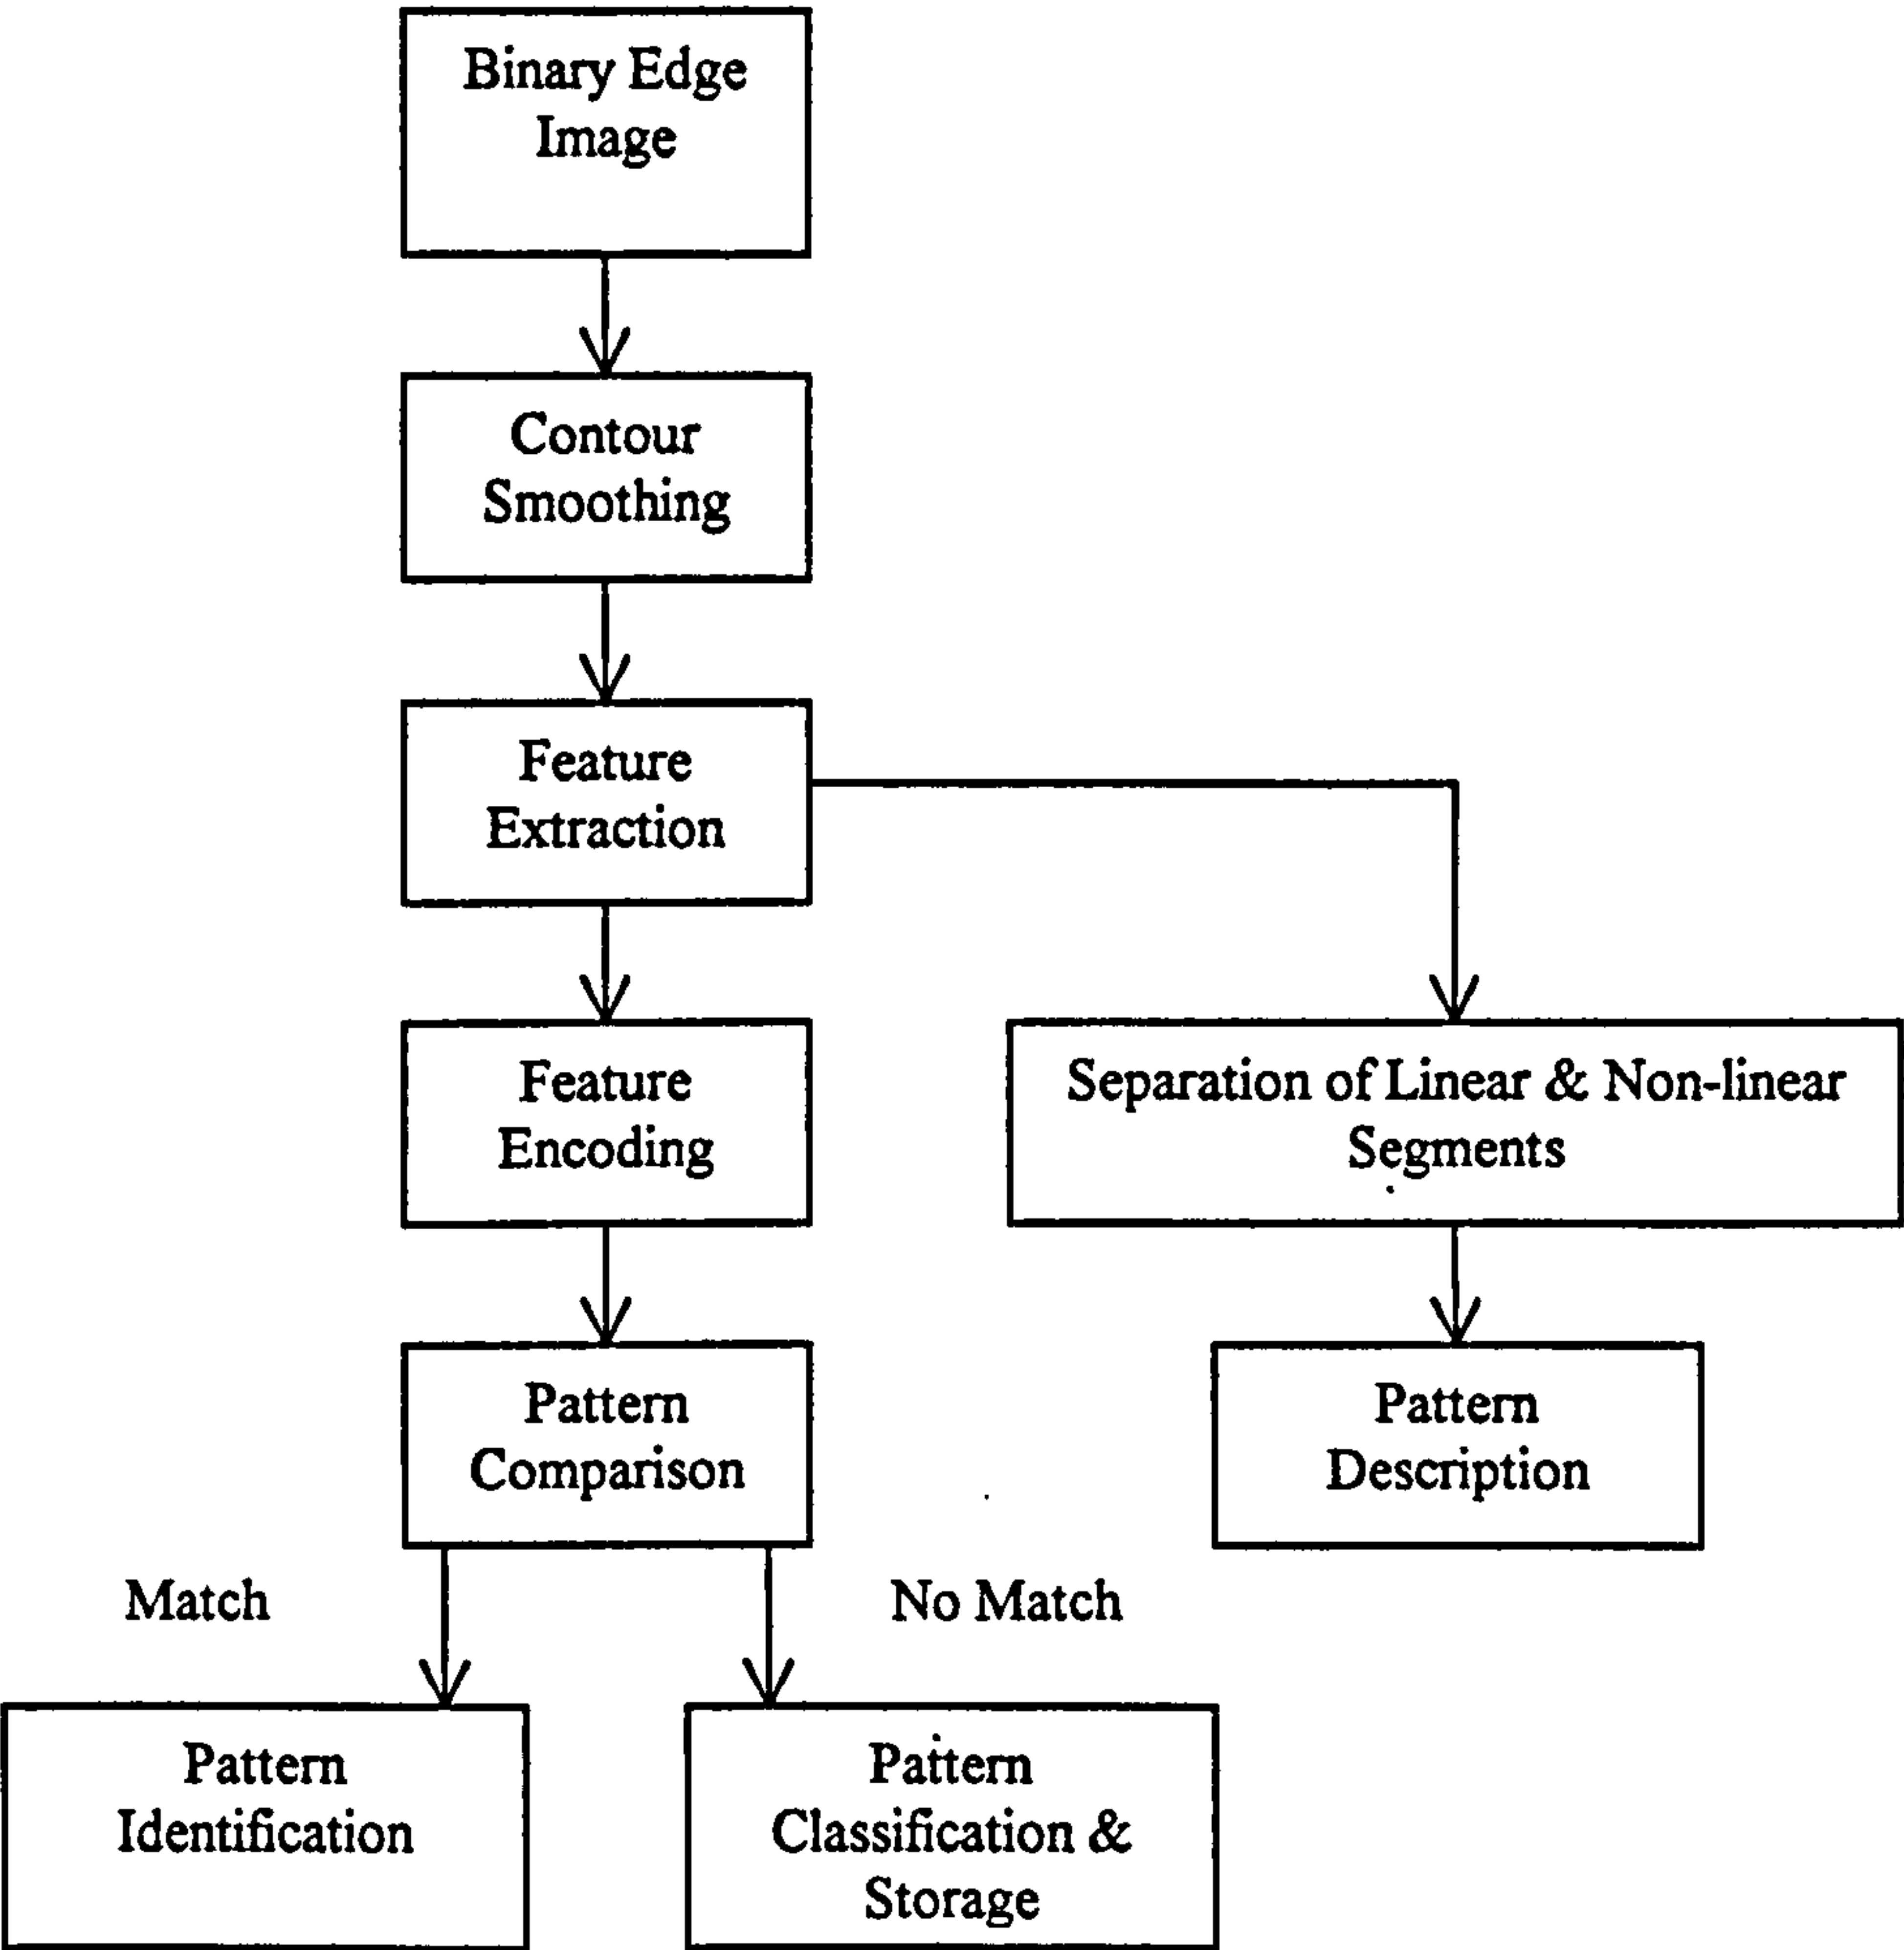 Binary Edge
Image
Contour
Smoothing
Feature
Extraction
Feature
Encoding
Separation of Linear & Non-linear
Segments
Pattern
Comparison
Pattern
Description
Match
No Match
Pattern
Identification
Pattern
Classification &
Storage